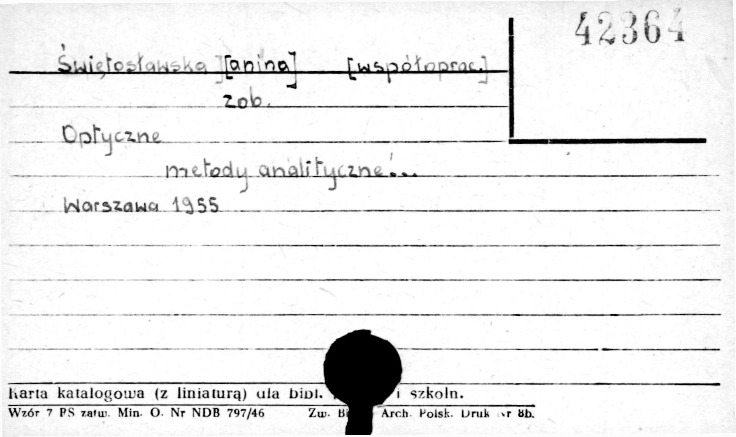 42364
Świętosławska J[anina] [współoprac.]
zob.
Optyczne
metody analityczne...
Warszawa 1955
Karta katalogowa (z liniaturą) dla bibl. i szkoln.
Wzór 7 PS zatw. Min. O. Nr NDB 797/46 Zw. Arch. Polsk. Druk Nr 8b.